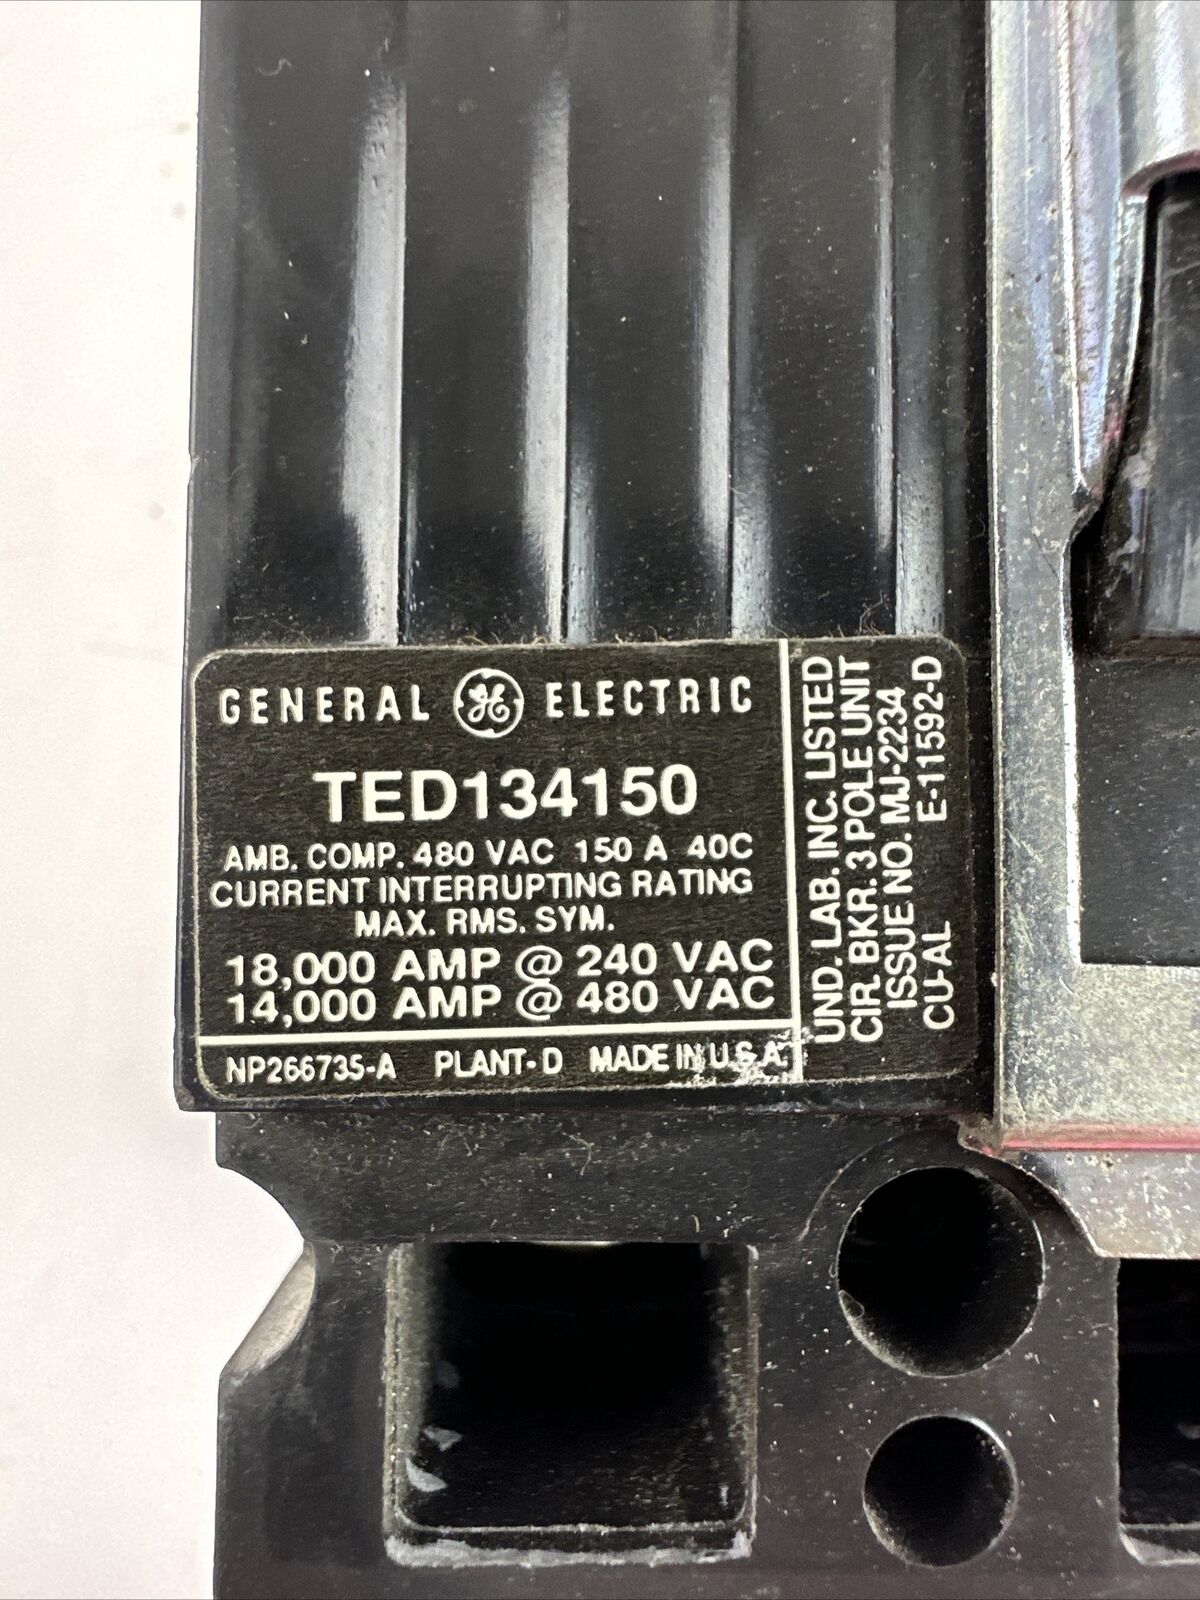 GENERAL GE ELECTRIC
TED134150
AMB. COMP. 480 VAC 150 A 40C
CURRENT INTERRUPTING RATING
MAX. RMS. SYM.
18,000 AMP @ 240 VAC
14,000 AMP @ 480 VAC
NP266735-A PLANT-D MADE IN U.S.A.
UND. LAB. INC. LISTED
CIR. BKR. 3 POLE UNIT
ISSUE NO. MJ-2234
CU-AL E-11592-D